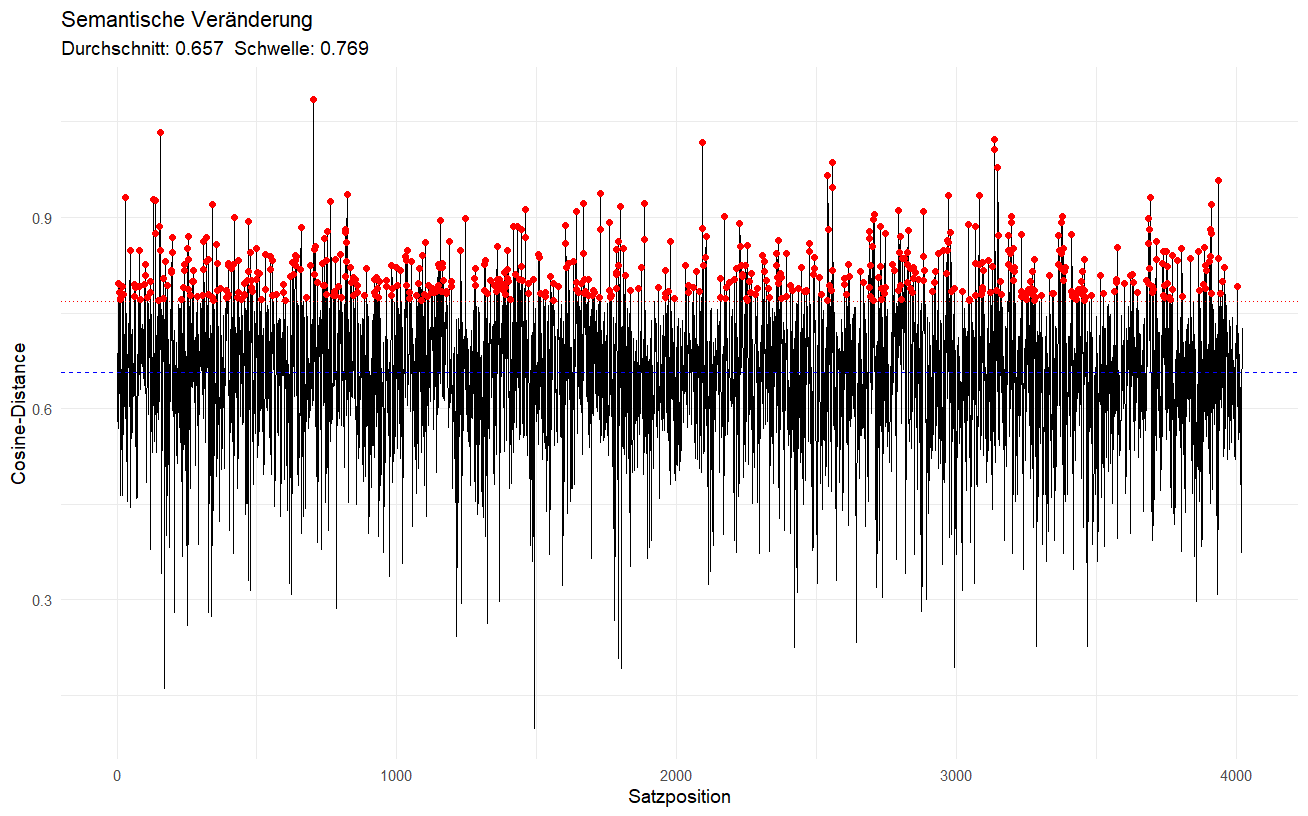 Semantische Veränderung
Durchschnitt: 0.657  Schwelle: 0.769
0.9
0.6
0.3
Cosine-Distance
0
1000
2000
3000
4000
Satzposition